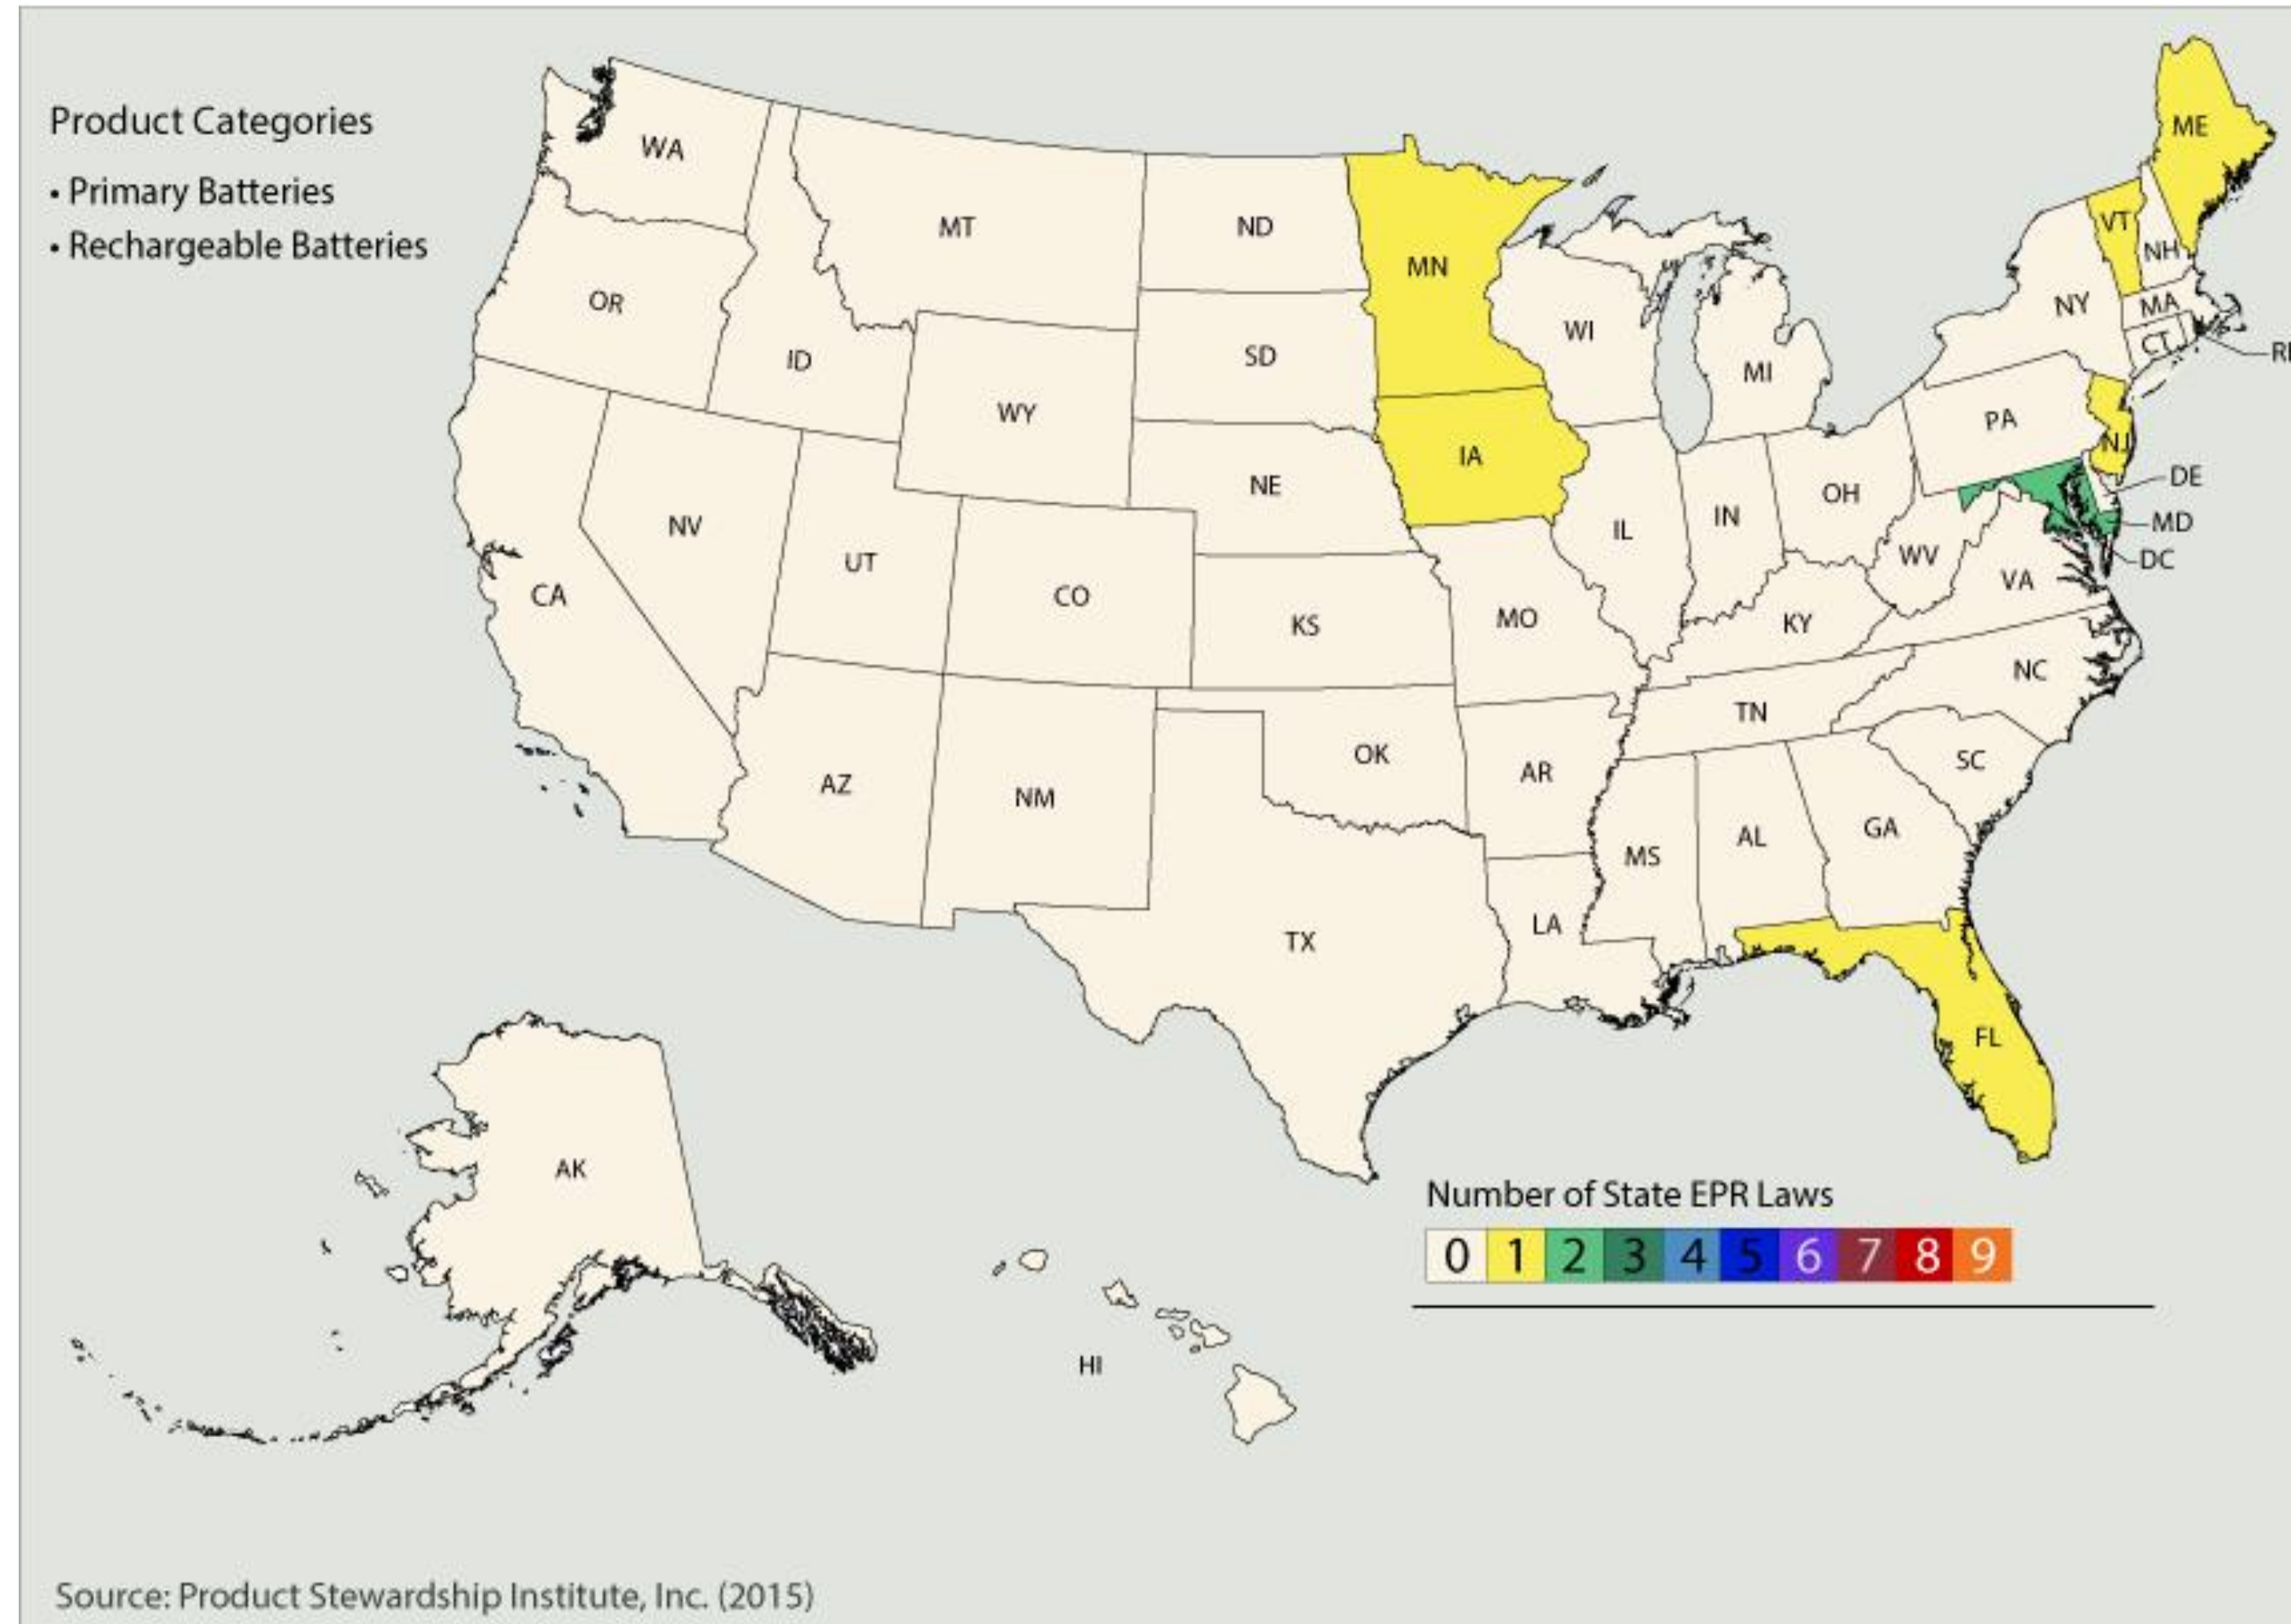 Product Categories
• Primary Batteries
• Rechargeable Batteries
WA
MT
ND
MN
ME
VT
NH
OR
ID
SD
WI
MI
NY
MA
CT
RI
WY
NE
IA
PA
NJ
NV
UT
CO
KS
MO
IL
IN
OH
WV
VA
DE
MD
DC
CA
KY
NC
AZ
NM
OK
AR
TN
SC
TX
LA
MS
AL
GA
FL
AK
HI
Number of State EPR Laws
0 1 2 3 4 5 6 7 8 9
Source: Product Stewardship Institute, Inc. (2015)